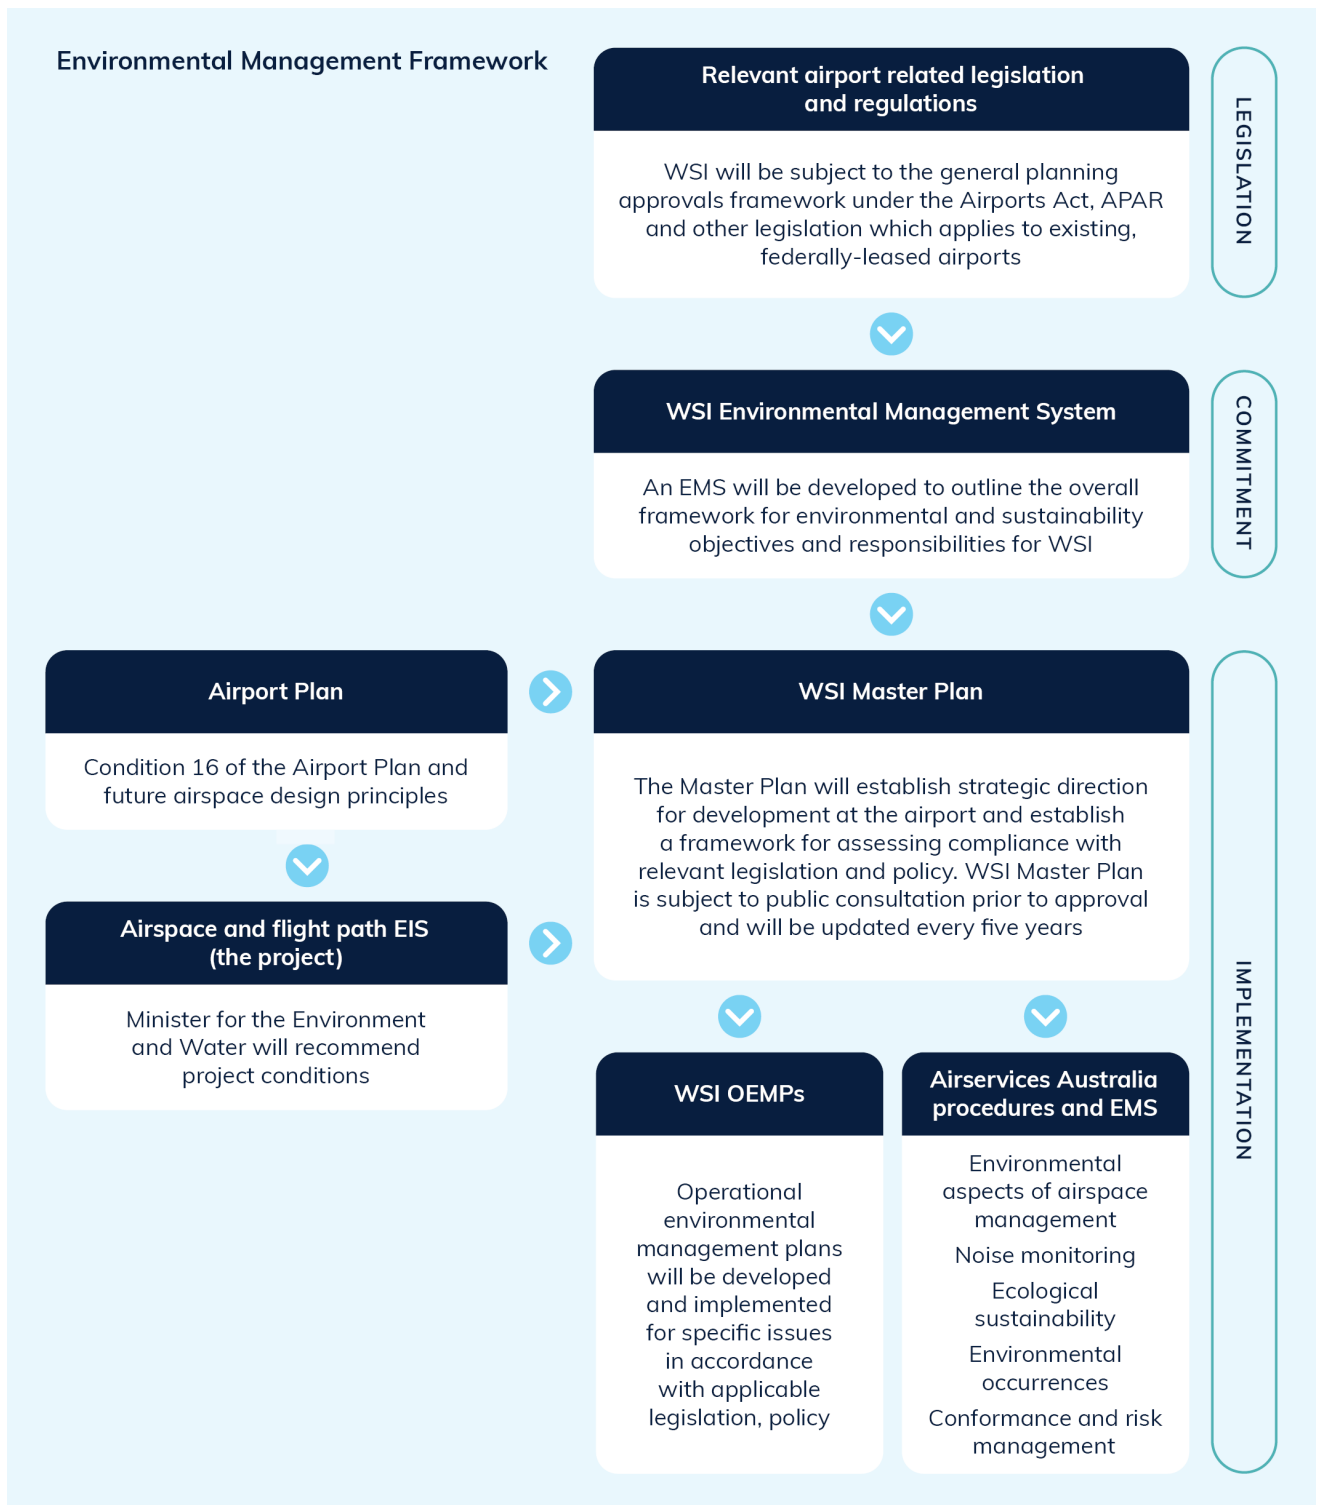 Environmental Management Framework
Relevant airport related legislation
and regulations
WSI will be subject to the general planning
approvals framework under the Airports Act, APAR
and other legislation which applies to existing,
federally-leased airports
LEGISLATION
WSI Environmental Management System
An EMS will be developed to outline the overall
framework for environmental and sustainability
objectives and responsibilities for WSI
COMMITMENT
Airport Plan
Condition 16 of the Airport Plan and
future airspace design principles
Airspace and flight path EIS
(the project)
Minister for the Environment
and Water will recommend
project conditions
WSI Master Plan
The Master Plan will establish strategic direction
for development at the airport and establish
a framework for assessing compliance with
relevant legislation and policy. WSI Master Plan
is subject to public consultation prior to approval
and will be updated every five years
WSI OEMPs
Operational
environmental
management plans
will be developed
and implemented
for specific issues
in accordance
with applicable
legislation, policy
Airservices Australia
procedures and EMS
Environmental
aspects of airspace
management
Noise monitoring
Ecological
sustainability
Environmental
occurrences
Conformance and risk
management
IMPLEMENTATION